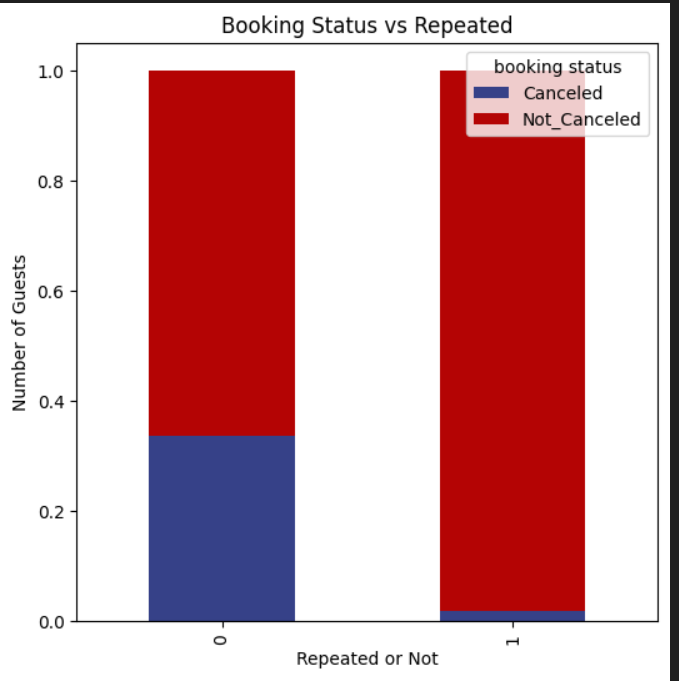 Booking Status vs Repeated
booking status
Canceled
Not_Canceled
1.0
0.8
0.6
0.4
0.2
0.0
Number of Guests
0
1
Repeated or Not